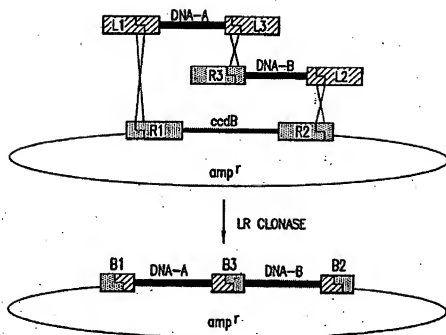 L1 DNA-A L3
R3 DNA-B L2
R1 ccdB R2
amp r
LR CLONASE
B1 DNA-A B3 DNA-B B2
amp r